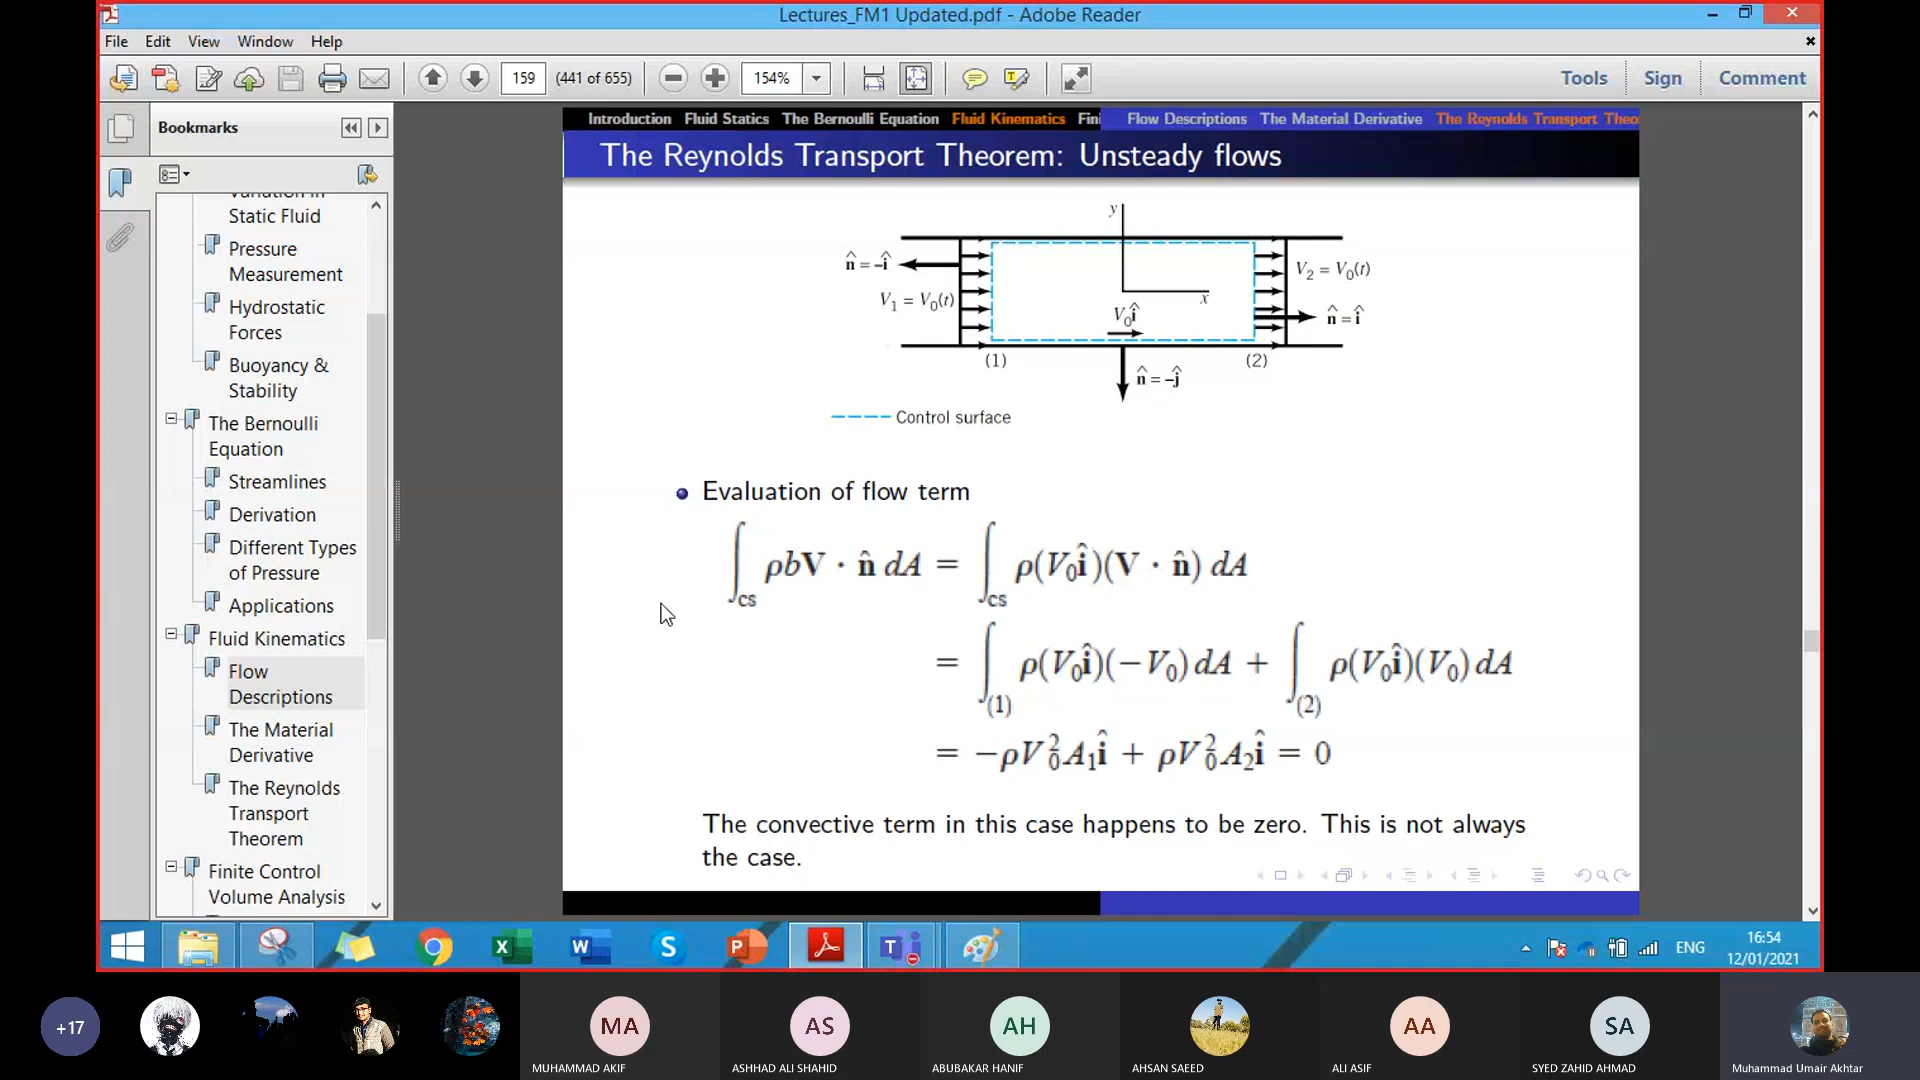 Lectures_FM1 Updated.pdf - Adobe Reader
File Edit View Window Help
159 (441 of 655) 154% Tools Sign Comment
Bookmarks
Static Fluid
Pressure
Measurement
Hydrostatic
Forces
Buoyancy &
Stability
The Bernoulli
Equation
Streamlines
Derivation
Different Types
of Pressure
Applications
Fluid Kinematics
Flow
Descriptions
The Material
Derivative
The Reynolds
Transport
Theorem
Finite Control
Volume Analysis
Introduction Fluid Statics The Bernoulli Equation Fluid Kinematics Fini Flow Descriptions The Material Derivative The Reynolds Transport Theo
The Reynolds Transport Theorem: Unsteady flows
y
n̂ = -î
V₂ = V₀(t)
V₁ = V₀(t)
x
V₀î
n̂ = î
(1) (2)
n̂ = -ĵ
Control surface
Evaluation of flow term
∫cs ρbV · n̂ dA = ∫cs ρ(V₀î)(V · n̂) dA
= ∫(1) ρ(V₀î)(−V₀) dA + ∫(2) ρ(V₀î)(V₀) dA
= −ρV₀²A₁î + ρV₀²A₂î = 0
The convective term in this case happens to be zero. This is not always
the case.
ENG
16:54
12/01/2021
+17
MA AS AH AA SA
MUHAMMAD AKIF ASHHAD ALI SHAHID ABUBAKAR HANIF AHSAN SAEED ALI ASIF SYED ZAHID AHMAD Muhammad Umair Akhtar